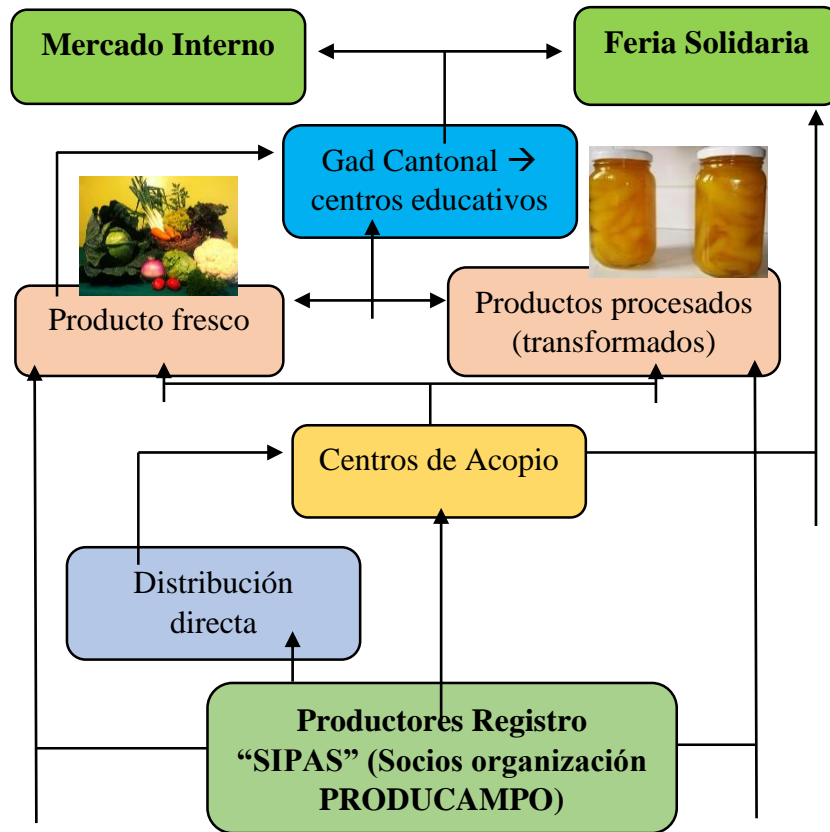 Mercado Interno
Feria Solidaria
Gad Cantonal →
centros educativos
Producto fresco
Productos procesados
(transformados)
Centros de Acopio
Distribución
directa
Productores Registro
“SIPAS” (Socios organización
PRODUCAMPO)